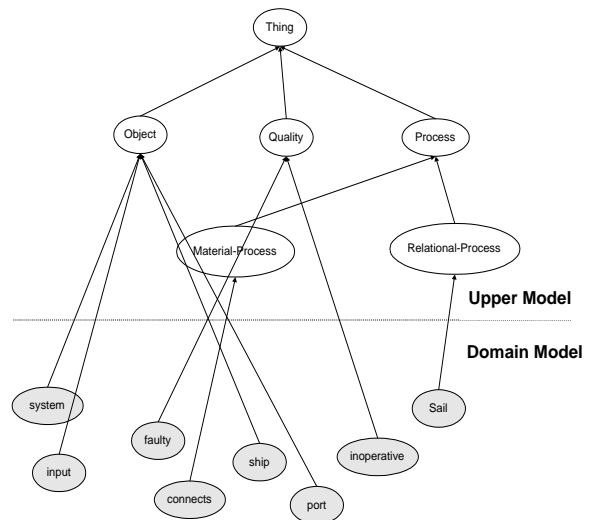 Thing
Object
Quality
Process
Material-Process
Relational-Process
Upper Model
Domain Model
system
Sail
faulty
inoperative
ship
input
connects
port